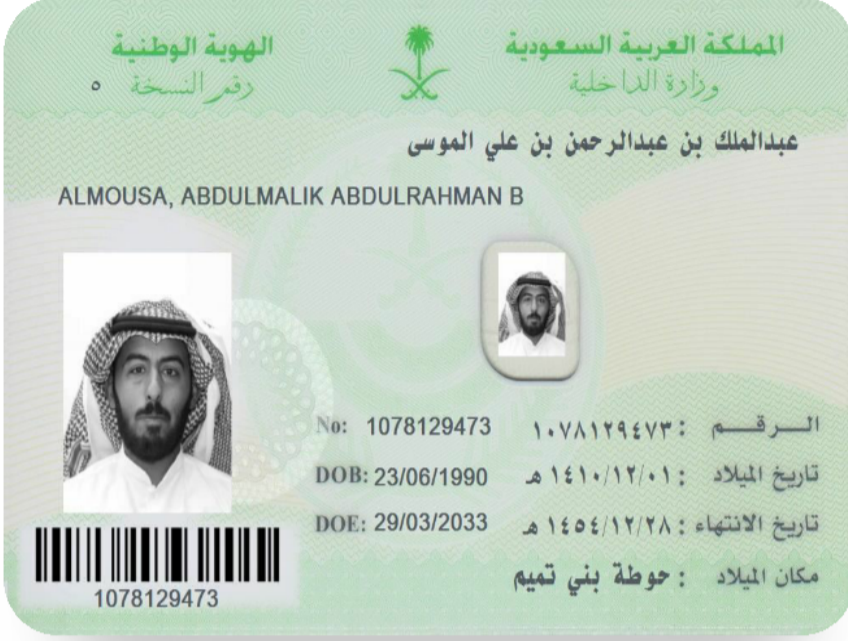 المملكة العربية السعودية
وزارة الداخلية
الهوية الوطنية
رقم النسخة ٥
عبدالملك بن عبدالرحمن بن علي الموسى
ALMOUSA, ABDULMALIK ABDULRAHMAN B
الـــرقـــم : ١٠٧٨١٢٩٤٧٣ No: 1078129473
تاريخ الميلاد : ١٤١٠/١٢/٠١ هـ DOB: 23/06/1990
تاريخ الانتهاء : ١٤٥٤/١٢/٢٨ هـ DOE: 29/03/2033
مكان الميلاد : حوطة بني تميم
1078129473